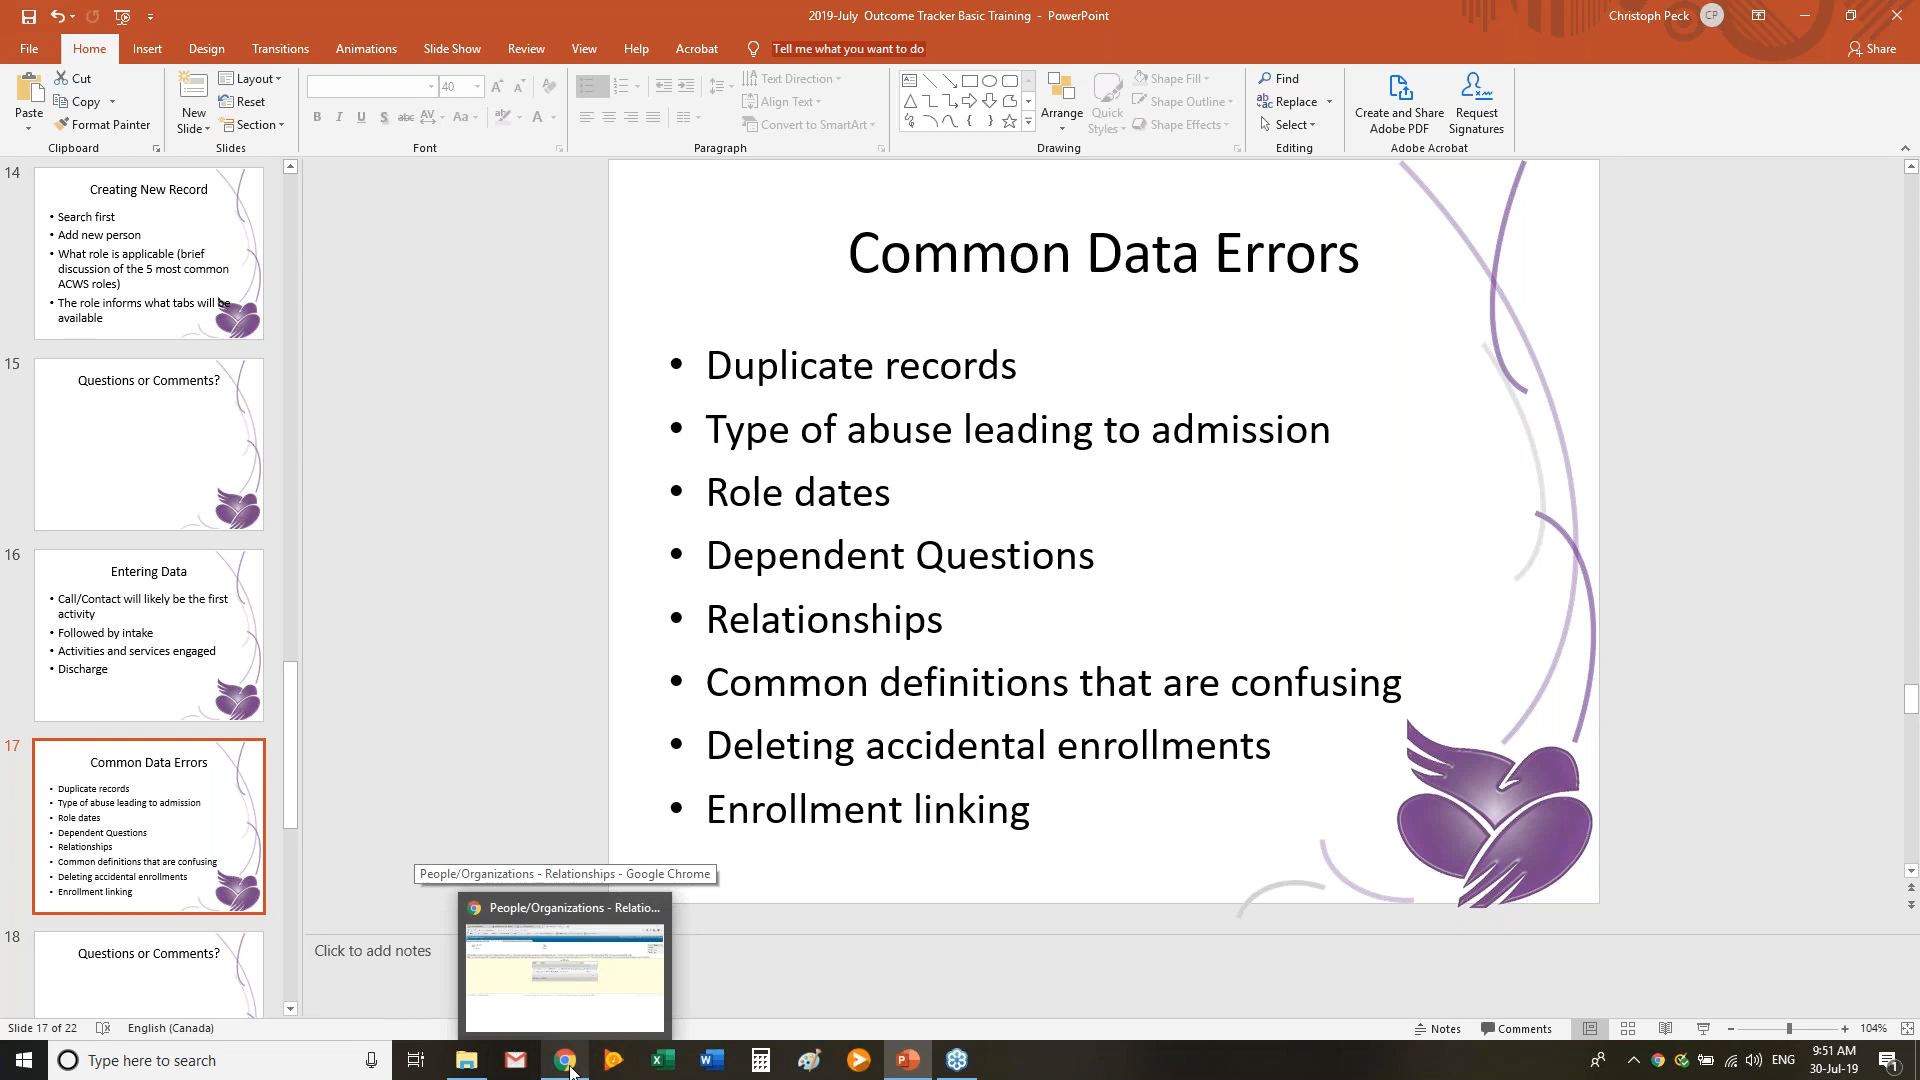 2019-July  Outcome Tracker Basic Training  -  PowerPoint
Christoph Peck
CP
File
Home
Insert
Design
Transitions
Animations
Slide Show
Review
View
Help
Acrobat
Tell me what you want to do
Share
Paste
Cut
Copy
Format Painter
Clipboard
New
Slide
Layout
Reset
Section
Slides
40
Font
Text Direction
Align Text
Convert to SmartArt
Paragraph
Arrange
Quick
Styles
Shape Fill
Shape Outline
Shape Effects
Drawing
Find
Replace
Select
Editing
Create and Share
Adobe PDF
Request
Signatures
Adobe Acrobat
14
Creating New Record
• Search first
• Add new person
• What role is applicable (brief
discussion of the 5 most common
ACWS roles)
• The role informs what tabs will be
available
15
Questions or Comments?
16
Entering Data
• Call/Contact will likely be the first
activity
• Followed by intake
• Activities and services engaged
• Discharge
17
Common Data Errors
• Duplicate records
• Type of abuse leading to admission
• Role dates
• Dependent Questions
• Relationships
• Common definitions that are confusing
• Deleting accidental enrollments
• Enrollment linking
18
Questions or Comments?
Common Data Errors
• Duplicate records
• Type of abuse leading to admission
• Role dates
• Dependent Questions
• Relationships
• Common definitions that are confusing
• Deleting accidental enrollments
• Enrollment linking
People/Organizations - Relationships - Google Chrome
People/Organizations - Relatio...
Click to add notes
Slide 17 of 22
English (Canada)
Notes
Comments
104%
Type here to search
ENG
9:51 AM
30-Jul-19
1